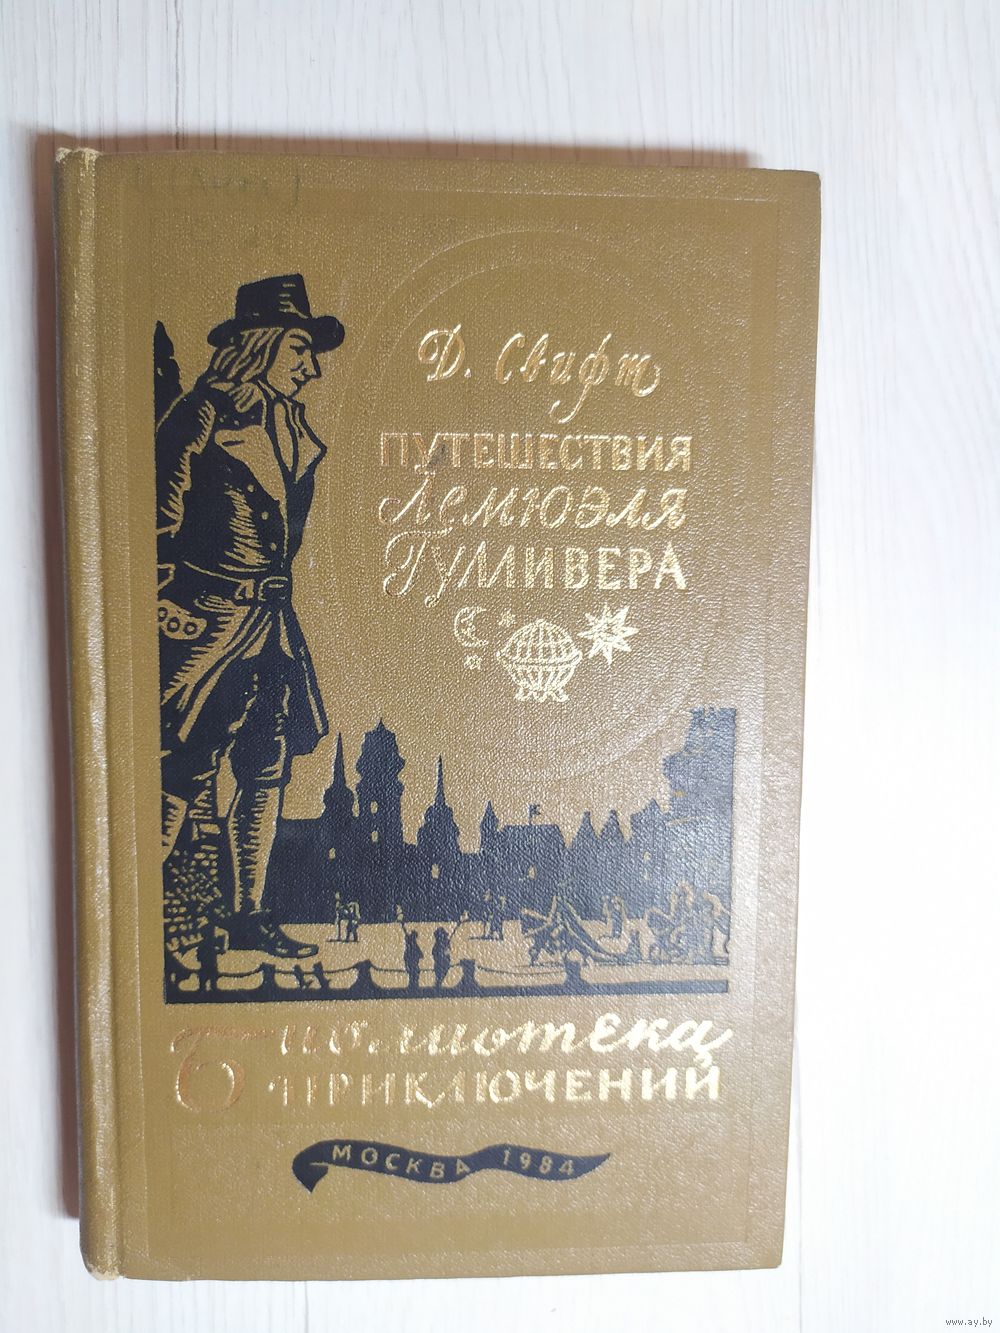 Д. Свифт
ПУТЕШЕСТВИЯ
Лемюэля
ГУЛЛИВЕРА
Библиотека
ПРИКЛЮЧЕНИЙ
МОСКВА 1984
www.ay.by